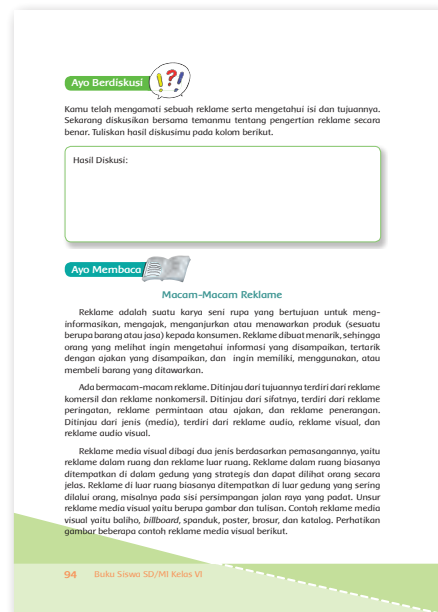 Ayo Berdiskusi
!?!
Kamu telah mengamati sebuah reklame serta mengetahui isi dan tujuannya.
Sekarang diskusikan bersama temanmu tentang pengertian reklame secara
benar. Tuliskan hasil diskusimu pada kolom berikut.
Hasil Diskusi:
Ayo Membaca
Macam-Macam Reklame
Reklame adalah suatu karya seni rupa yang bertujuan untuk meng-
informasikan, mengajak, menganjurkan atau menawarkan produk (sesuatu
berupa barang atau jasa) kepada konsumen. Reklame dibuat menarik, sehingga
orang yang melihat ingin mengetahui informasi yang disampaikan, tertarik
dengan ajakan yang disampaikan, dan ingin memiliki, menggunakan, atau
membeli barang yang ditawarkan.
Ada bermacam-macam reklame. Ditinjau dari tujuannya terdiri dari reklame
komersil dan reklame nonkomersil. Ditinjau dari sifatnya, terdiri dari reklame
peringatan, reklame permintaan atau ajakan, dan reklame penerangan.
Ditinjau dari jenis (media), terdiri dari reklame audio, reklame visual, dan
reklame audio visual.
Reklame media visual dibagi dua jenis berdasarkan pemasangannya, yaitu
reklame dalam ruang dan reklame luar ruang. Reklame dalam ruang biasanya
ditempatkan di dalam gedung yang strategis dan dapat dilihat orang secara
jelas. Reklame di luar ruang biasanya ditempatkan di luar gedung yang sering
dilalui orang, misalnya pada sisi persimpangan jalan raya yang padat. Unsur
reklame media visual yaitu berupa gambar dan tulisan. Contoh reklame media
visual yaitu baliho, billboard, spanduk, poster, brosur, dan katalog. Perhatikan
gambar beberapa contoh reklame media visual berikut.
94 Buku Siswa SD/MI Kelas VI